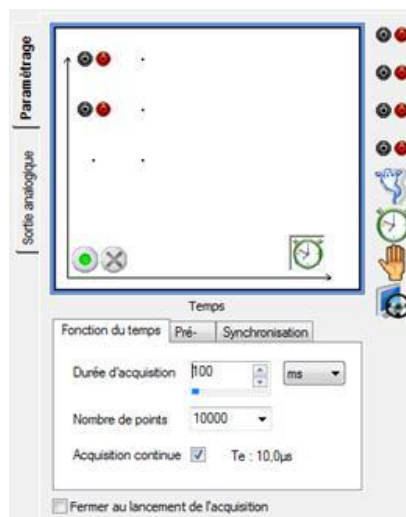 Paramétrage
Sortie analogique
Temps
Fonction du temps Pré- Synchronisation
Durée d'acquisition 100 ms
Nombre de points 10000
Acquisition continue Te : 10,0µs
Fermer au lancement de l'acquisition